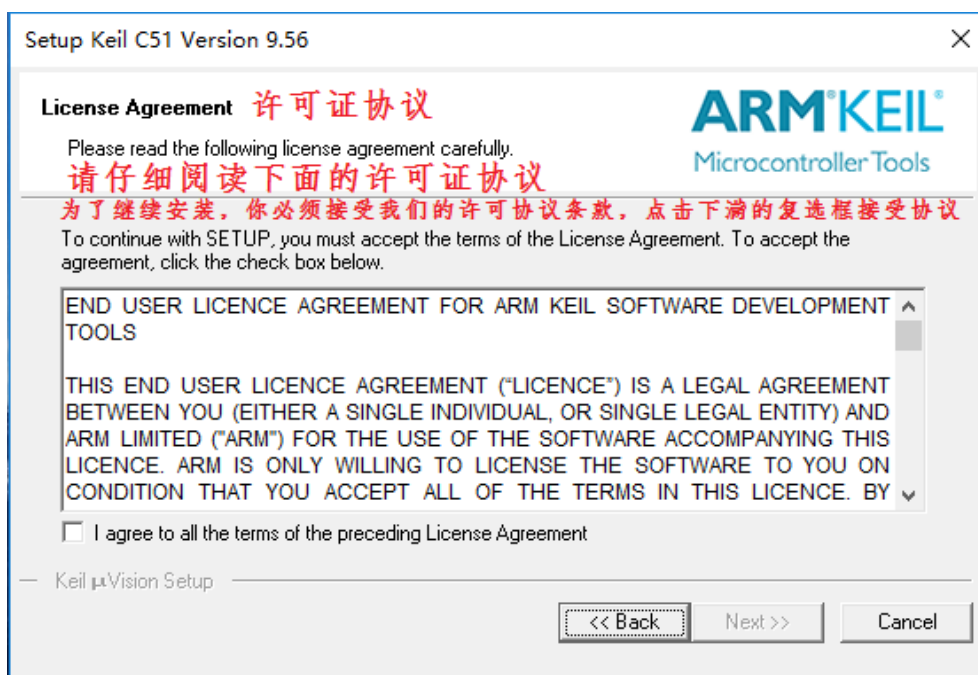 Setup Keil C51 Version 9.56
License Agreement 许可证协议
ARM®KEIL®
Microcontroller Tools
Please read the following license agreement carefully.
请仔细阅读下面的许可证协议
为了继续安装，你必须接受我们的许可协议条款，点击下满的复选框接受协议
To continue with SETUP, you must accept the terms of the License Agreement. To accept the
agreement, click the check box below.
END USER LICENCE AGREEMENT FOR ARM KEIL SOFTWARE DEVELOPMENT
TOOLS
THIS END USER LICENCE AGREEMENT (“LICENCE”) IS A LEGAL AGREEMENT
BETWEEN YOU (EITHER A SINGLE INDIVIDUAL, OR SINGLE LEGAL ENTITY) AND
ARM LIMITED ("ARM") FOR THE USE OF THE SOFTWARE ACCOMPANYING THIS
LICENCE. ARM IS ONLY WILLING TO LICENSE THE SOFTWARE TO YOU ON
CONDITION THAT YOU ACCEPT ALL OF THE TERMS IN THIS LICENCE. BY
I agree to all the terms of the preceding License Agreement
Keil µVision Setup
<< Back
Next >>
Cancel